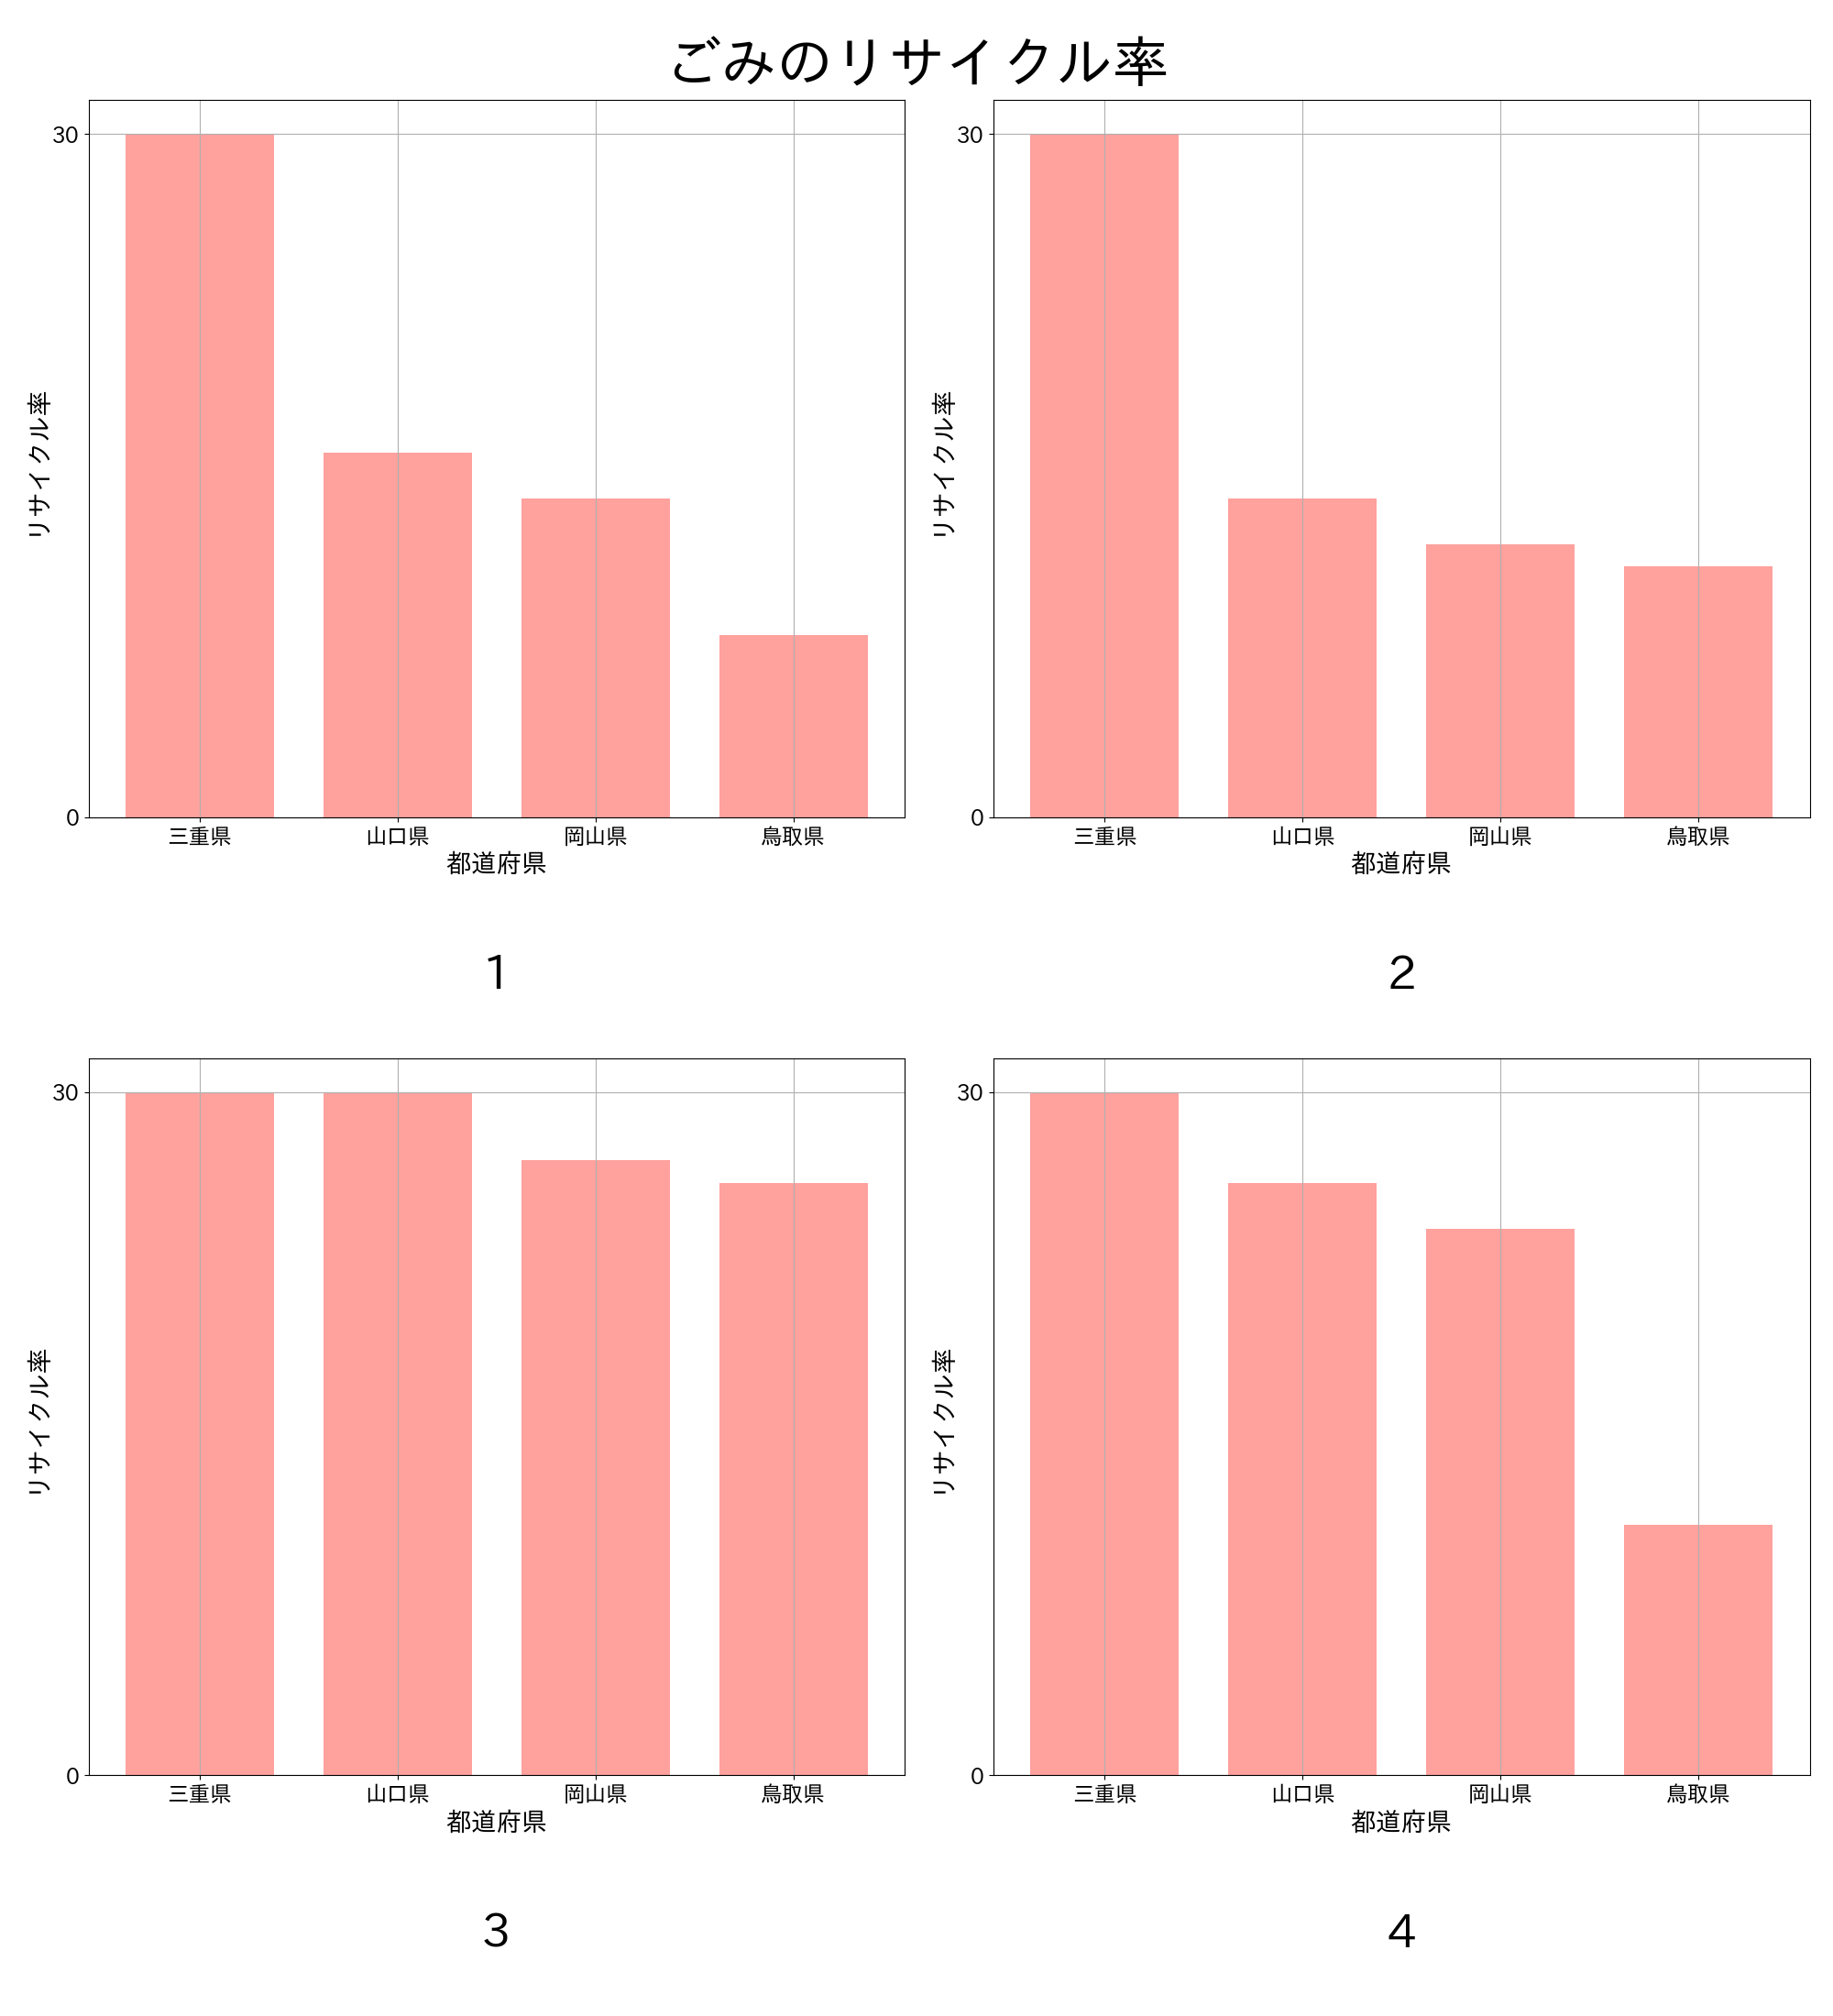 ごみのリサイクル率
30
0
リサイクル率
三重県 山口県 岡山県 鳥取県
都道府県
1
30
0
リサイクル率
三重県 山口県 岡山県 鳥取県
都道府県
2
30
0
リサイクル率
三重県 山口県 岡山県 鳥取県
都道府県
3
30
0
リサイクル率
三重県 山口県 岡山県 鳥取県
都道府県
4